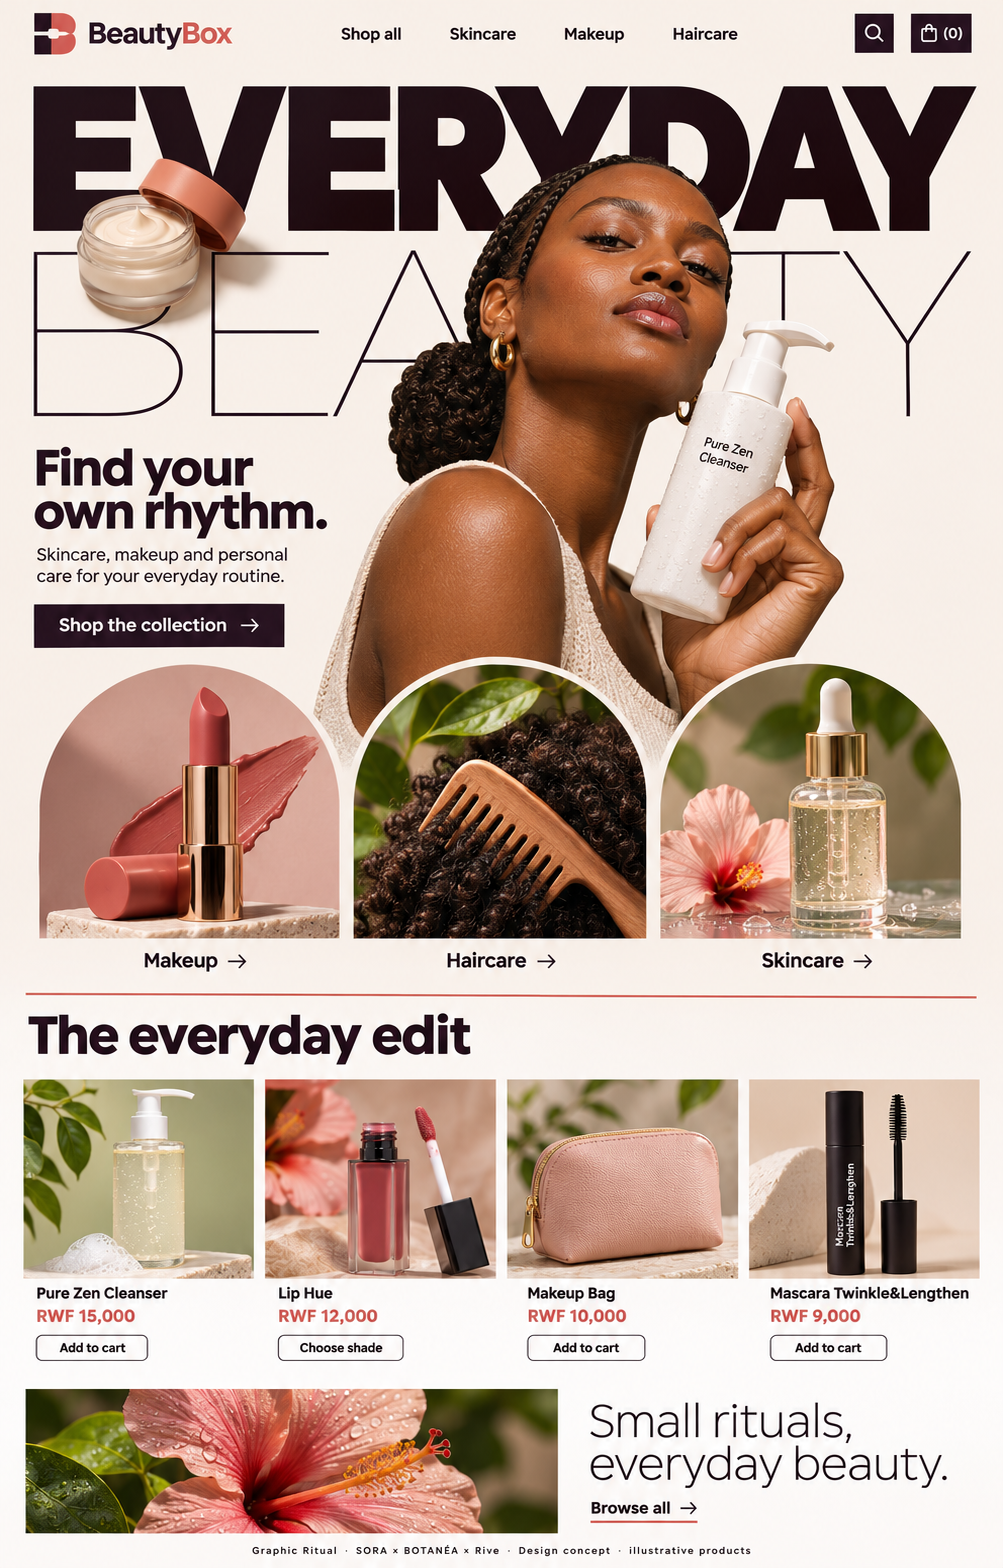 BeautyBox
Shop all
Skincare
Makeup
Haircare
(0)
EVERYDAY
BEAUTY
Find your
own rhythm.
Skincare, makeup and personal
care for your everyday routine.
Shop the collection →
Pure Zen
Cleanser
Makeup →
Haircare →
Skincare →
The everyday edit
Pure Zen Cleanser
RWF 15,000
Add to cart
Lip Hue
RWF 12,000
Choose shade
Makeup Bag
RWF 10,000
Add to cart
Mascara Twinkle&Lengthen
RWF 9,000
Add to cart
Small rituals,
everyday beauty.
Browse all →
Graphic Ritual · SORA × BOTANÉA × Rive · Design concept · illustrative products